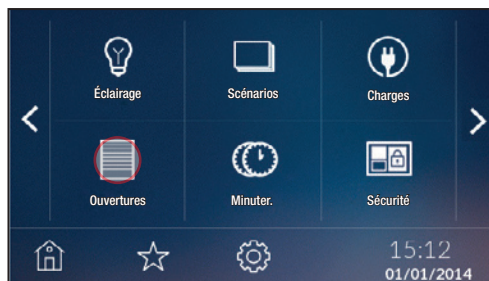 Éclairage
Scénarios
Charges
Ouvertures
Minuter.
Sécurité
15:12
01/01/2014